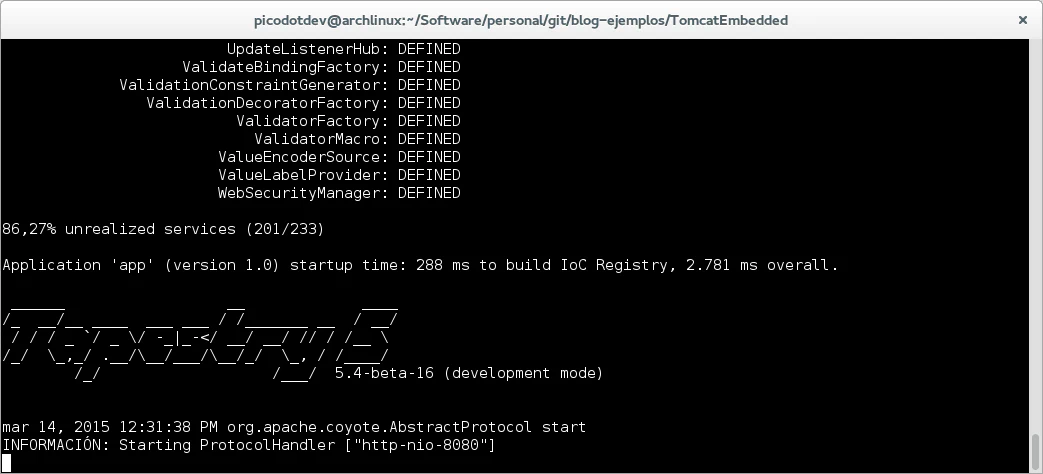 picodotdev@archlinux:~/Software/personal/git/blog-ejemplos/TomcatEmbedded
UpdateListenerHub: DEFINED
ValidateBindingFactory: DEFINED
ValidationConstraintGenerator: DEFINED
ValidationDecoratorFactory: DEFINED
ValidatorFactory: DEFINED
ValidatorMacro: DEFINED
ValueEncoderSource: DEFINED
ValueLabelProvider: DEFINED
WebSecurityManager: DEFINED
86,27% unrealized services (201/233)
Application 'app' (version 1.0) startup time: 288 ms to build IoC Registry, 2.781 ms overall.
Tapestry 5
5.4-beta-16 (development mode)
mar 14, 2015 12:31:38 PM org.apache.coyote.AbstractProtocol start
INFORMACIÓN: Starting ProtocolHandler ["http-nio-8080"]